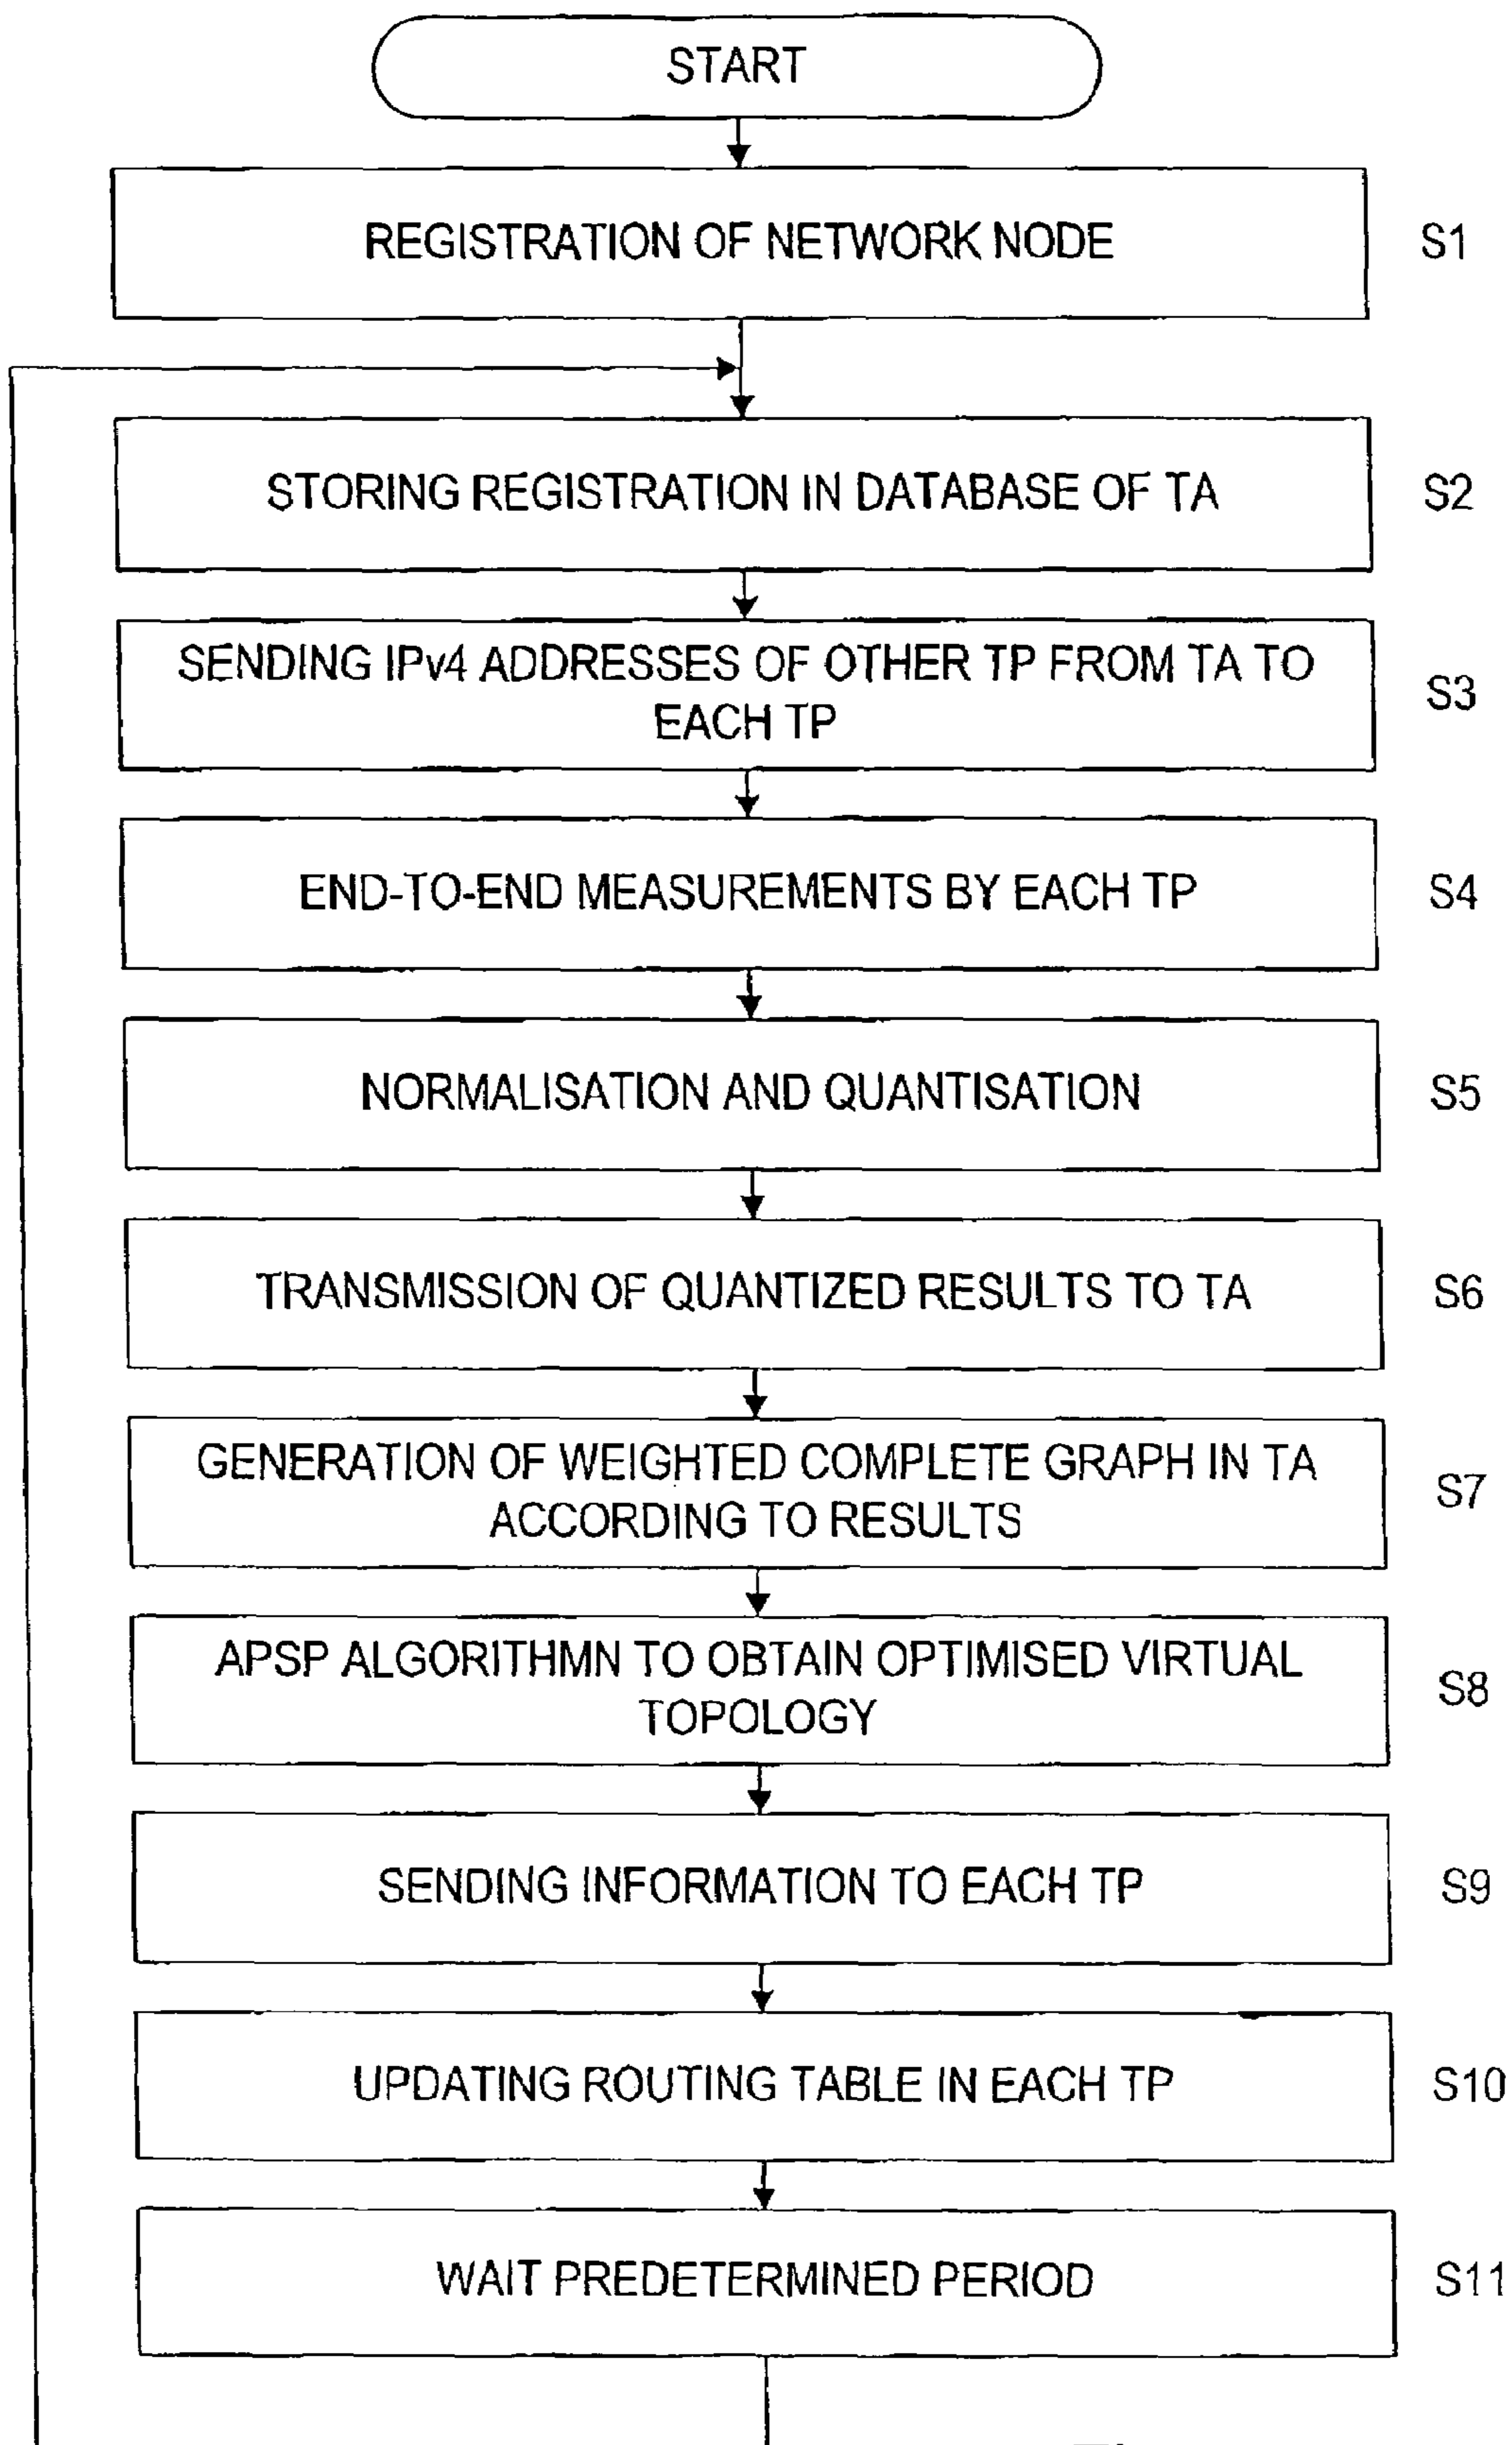 START
REGISTRATION OF NETWORK NODE
S1
STORING REGISTRATION IN DATABASE OF TA
S2
SENDING IPv4 ADDRESSES OF OTHER TP FROM TA TO
EACH TP
S3
END-TO-END MEASUREMENTS BY EACH TP
S4
NORMALISATION AND QUANTISATION
S5
TRANSMISSION OF QUANTIZED RESULTS TO TA
S6
GENERATION OF WEIGHTED COMPLETE GRAPH IN TA
ACCORDING TO RESULTS
S7
APSP ALGORITHMN TO OBTAIN OPTIMISED VIRTUAL
TOPOLOGY
S8
SENDING INFORMATION TO EACH TP
S9
UPDATING ROUTING TABLE IN EACH TP
S10
WAIT PREDETERMINED PERIOD
S11